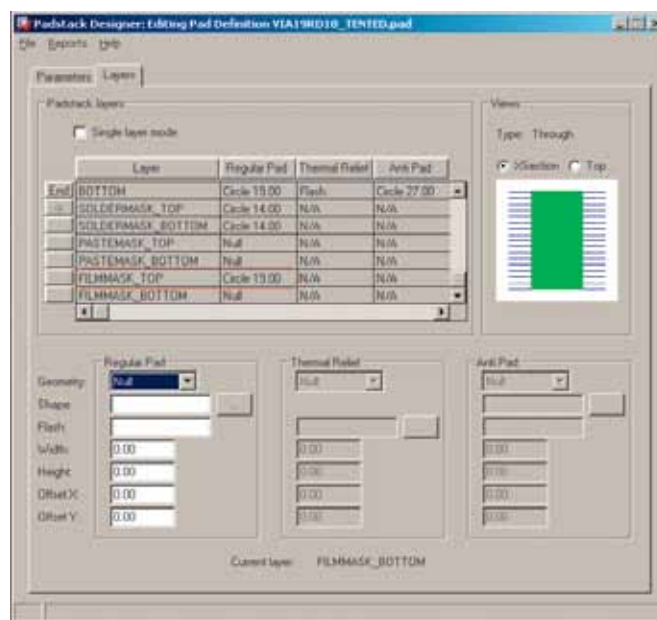 Padstack Designer: Editing Pad Definition VIA19RD10_TENTED.pad
File Reports Help
Parameters Layers
Padstack layers
Single layer mode
Views
Type: Through
XSection Top
Layer Regular Pad Thermal Relief Anti Pad
End BOTTOM Circle 19.00 Flash Circle 27.00
SOLDERMASK_TOP Circle 14.00 N/A N/A
SOLDERMASK_BOTTOM Circle 14.00 N/A N/A
PASTEMASK_TOP Null N/A N/A
PASTEMASK_BOTTOM Null N/A N/A
FILMMASK_TOP Circle 19.00 N/A N/A
FILMMASK_BOTTOM Null N/A N/A
Regular Pad Thermal Relief Anti Pad
Geometry: Null Null Null
Shape: ...
Flash:
Width: 0.00 0.00 0.00
Height: 0.00 0.00 0.00
Offset X: 0.00 0.00 0.00
Offset Y: 0.00 0.00 0.00
Current layer: FILMMASK_BOTTOM